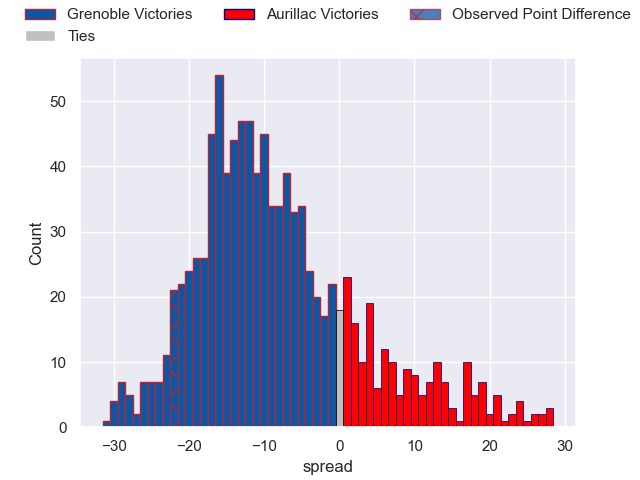 Grenoble Victories
Aurillac Victories
Observed Point Difference
Ties
50
40
30
20
10
0
Count
−30
−20
−10
0
10
20
30
spread